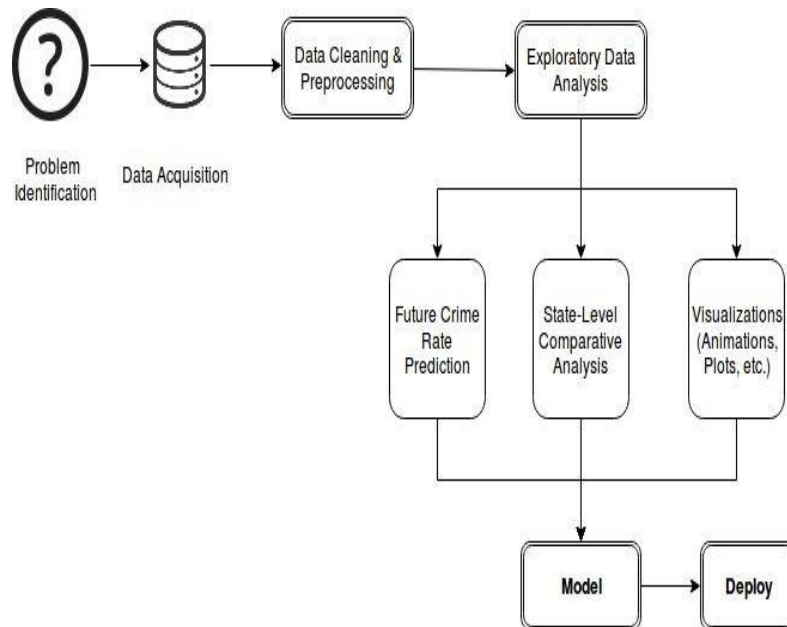 ?
Problem
Identification
Data Acquisition
Data Cleaning &
Preprocessing
Exploratory Data
Analysis
Future Crime
Rate
Prediction
State-Level
Comparative
Analysis
Visualizations
(Animations,
Plots, etc.)
Model
Deploy